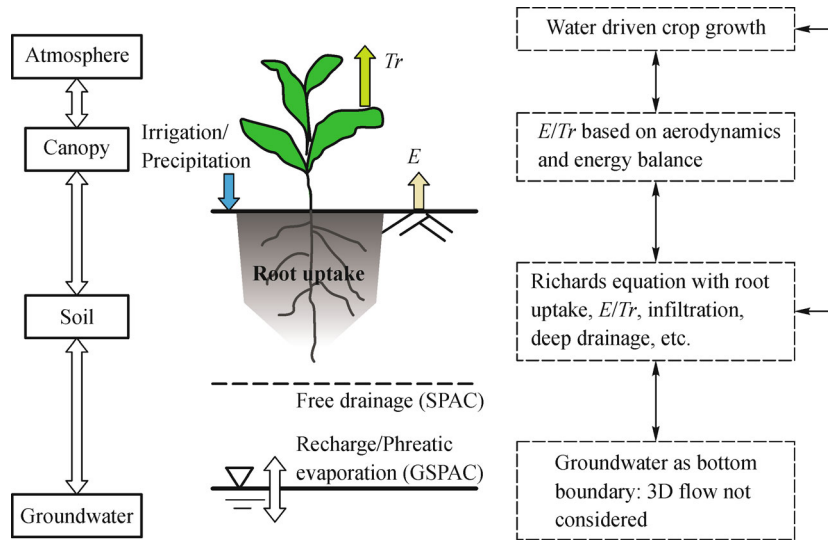 Atmosphere
Canopy
Soil
Groundwater
Tr
Irrigation/
Precipitation
E
Root uptake
Free drainage (SPAC)
Recharge/Phreatic
evaporation (GSPAC)
Water driven crop growth
E/Tr based on aerodynamics
and energy balance
Richards equation with root
uptake, E/Tr, infiltration,
deep drainage, etc.
Groundwater as bottom
boundary: 3D flow not
considered